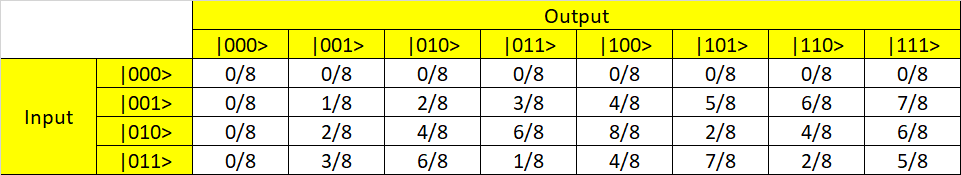 Output
|000> |001> |010> |011> |100> |101> |110> |111>
Input
|000> 0/8 0/8 0/8 0/8 0/8 0/8 0/8 0/8
|001> 0/8 1/8 2/8 3/8 4/8 5/8 6/8 7/8
|010> 0/8 2/8 4/8 6/8 8/8 2/8 4/8 6/8
|011> 0/8 3/8 6/8 1/8 4/8 7/8 2/8 5/8